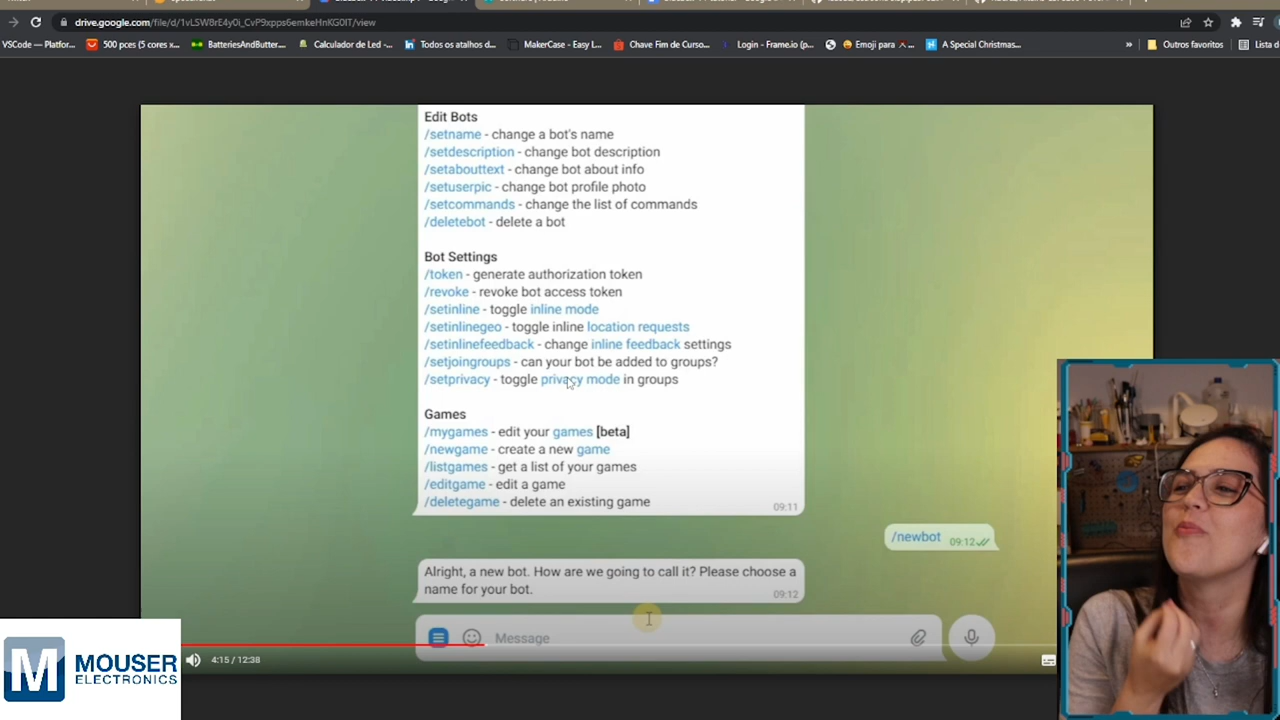 drive.google.com/file/d/1vLSW8rE4y0i_CvP9xpps6emkeHnKG0IT/view
VSCode — Platfor...
500 pces (5 cores x...
BatteriesAndButter...
Calculador de Led -...
Todos os atalhos d...
MakerCase - Easy L...
Chave Fim de Curso...
Login - Frame.io (p...
Emoji para
A Special Christmas...
»
Outros favoritos
Lista d
Edit Bots
/setname - change a bot's name
/setdescription - change bot description
/setabouttext - change bot about info
/setuserpic - change bot profile photo
/setcommands - change the list of commands
/deletebot - delete a bot
Bot Settings
/token - generate authorization token
/revoke - revoke bot access token
/setinline - toggle inline mode
/setinlinegeo - toggle inline location requests
/setinlinefeedback - change inline feedback settings
/setjoingroups - can your bot be added to groups?
/setprivacy - toggle privacy mode in groups
Games
/mygames - edit your games [beta]
/newgame - create a new game
/listgames - get a list of your games
/editgame - edit a game
/deletegame - delete an existing game
09:11
/newbot 09:12
Alright, a new bot. How are we going to call it? Please choose a
name for your bot.
09:12
Message
4:15 / 12:38
M MOUSER
ELECTRONICS